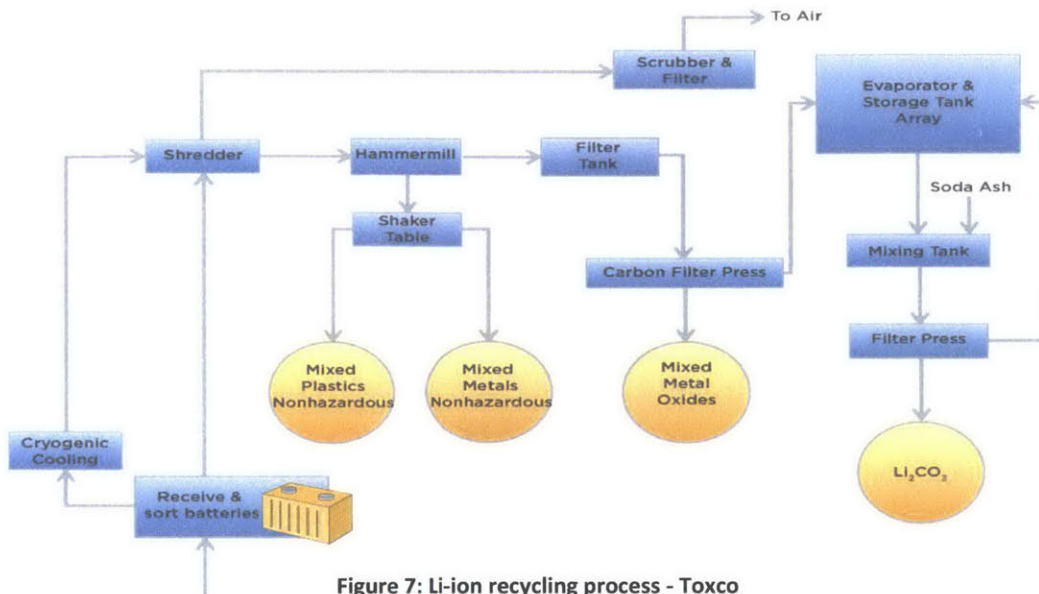 To Air
Scrubber &
Filter
Evaporator &
Storage Tank
Array
Shredder
Hammermill
Filter
Tank
Soda Ash
Shaker
Table
Mixing Tank
Carbon Filter Press
Filter Press
Mixed
Plastics
Nonhazardous
Mixed
Metals
Nonhazardous
Mixed
Metal
Oxides
Cryogenic
Cooling
Li₂CO₃
Receive &
sort batteries
Figure 7: Li-ion recycling process - Toxco